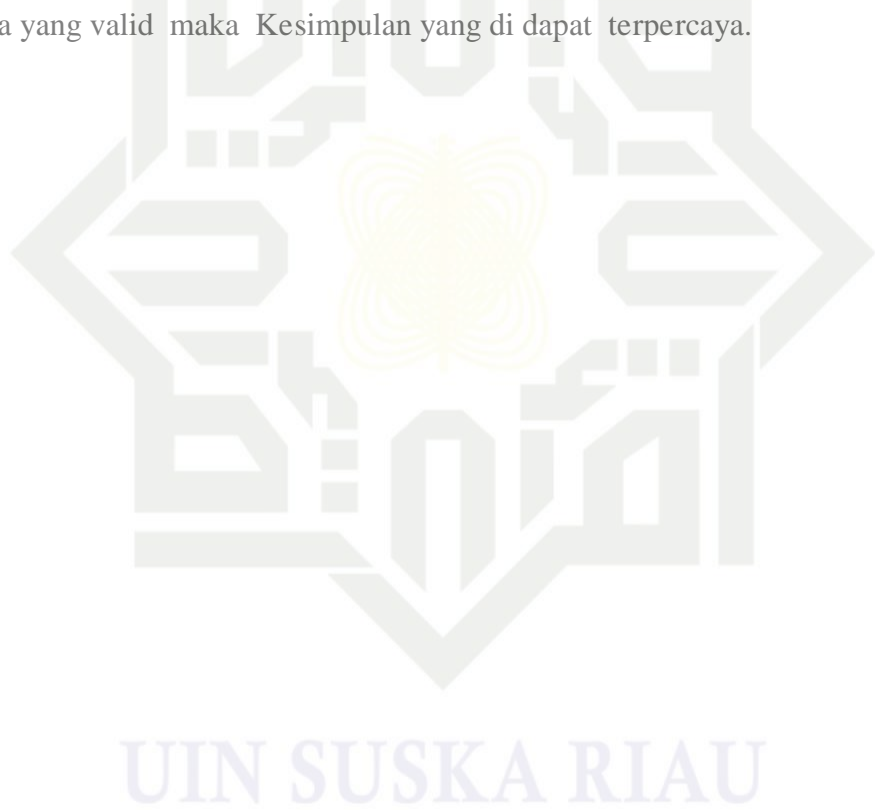 a yang valid maka Kesimpulan yang di dapat terpercaya.
UIN SUSKA RIAU